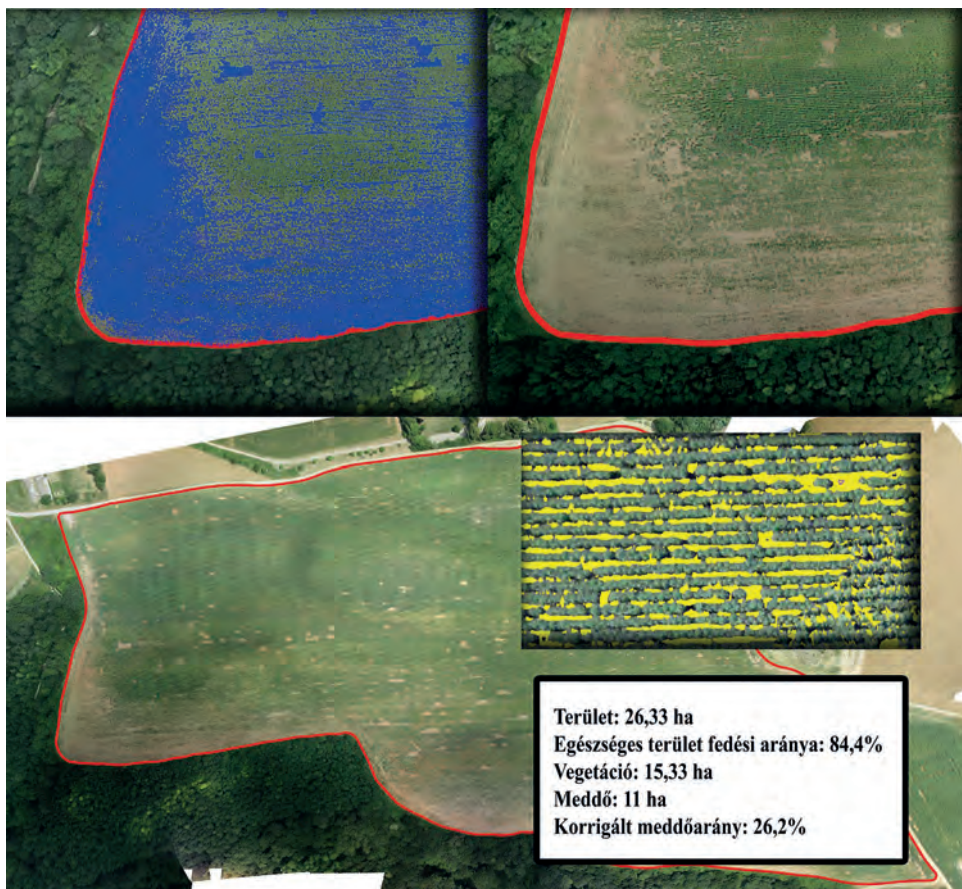 Terület: 26,33 ha
Egészséges terület fedési aránya: 84,4%
Vegetáció: 15,33 ha
Meddő: 11 ha
Korrigált meddőarány: 26,2%